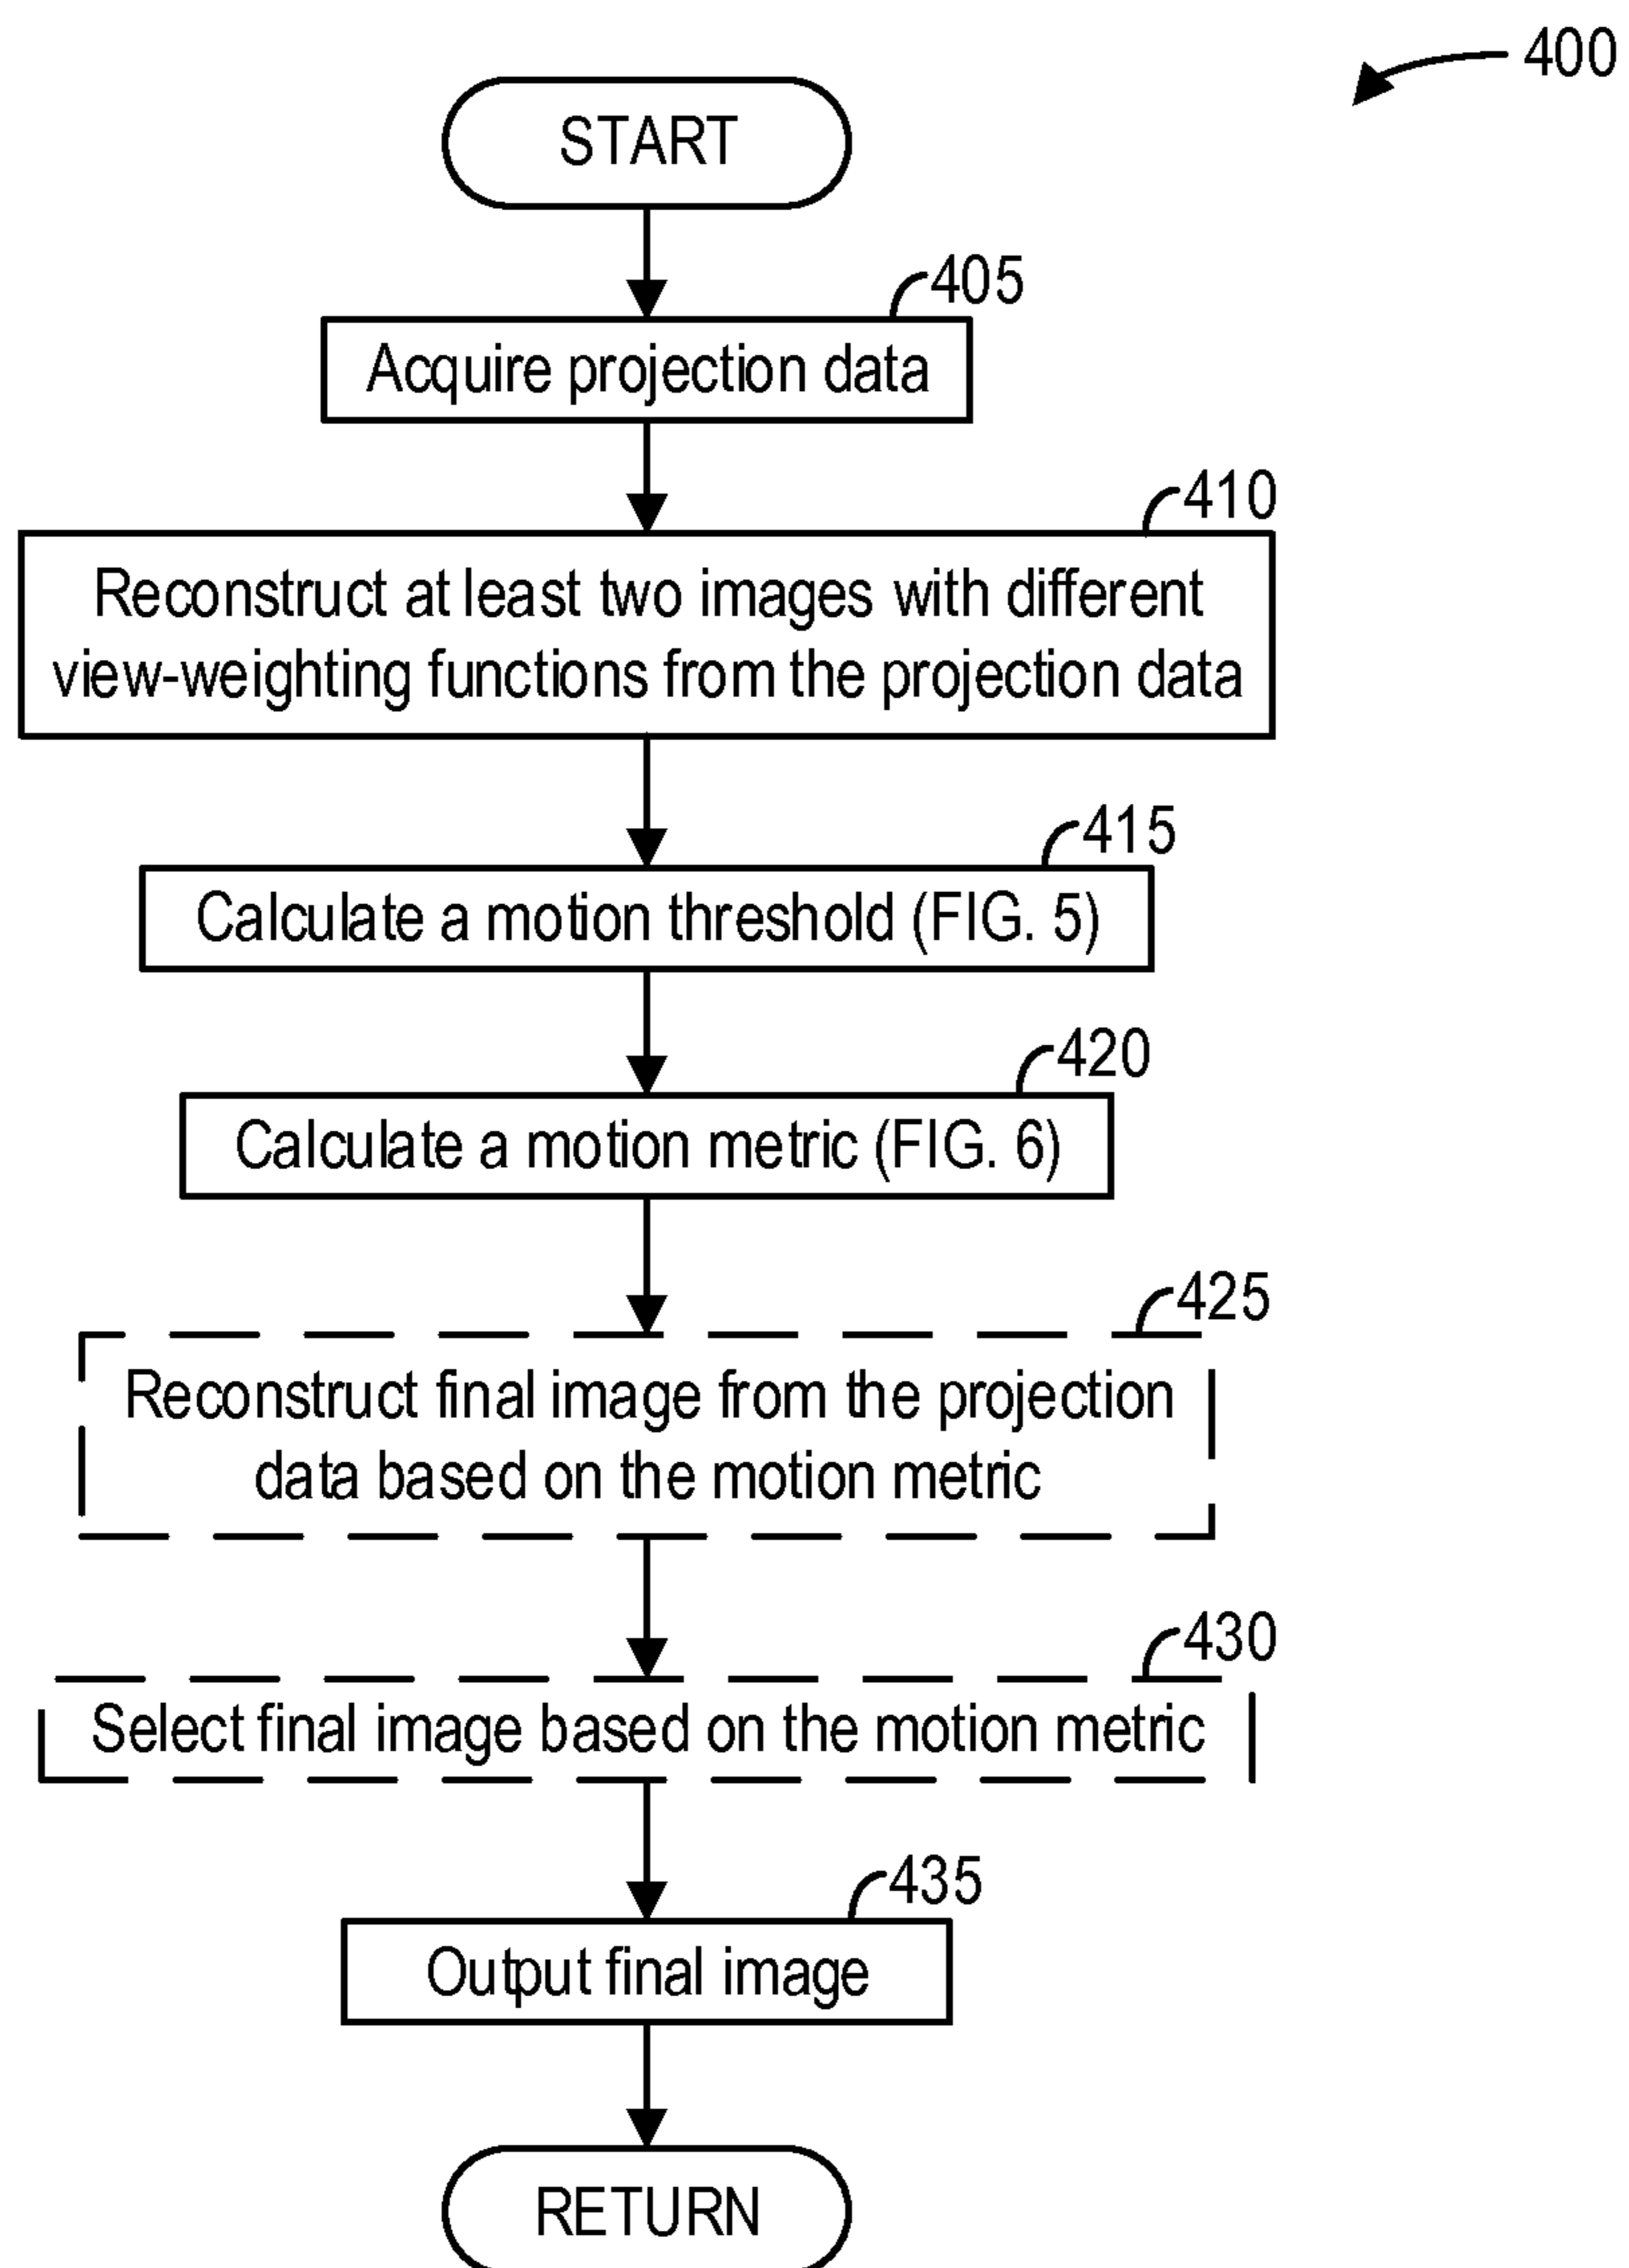 400
START
405
Acquire projection data
410
Reconstruct at least two images with different
view-weighting functions from the projection data
415
Calculate a motion threshold (FIG. 5)
420
Calculate a motion metric (FIG. 6)
425
Reconstruct final image from the projection
data based on the motion metric
430
Select final image based on the motion metric
435
Output final image
RETURN